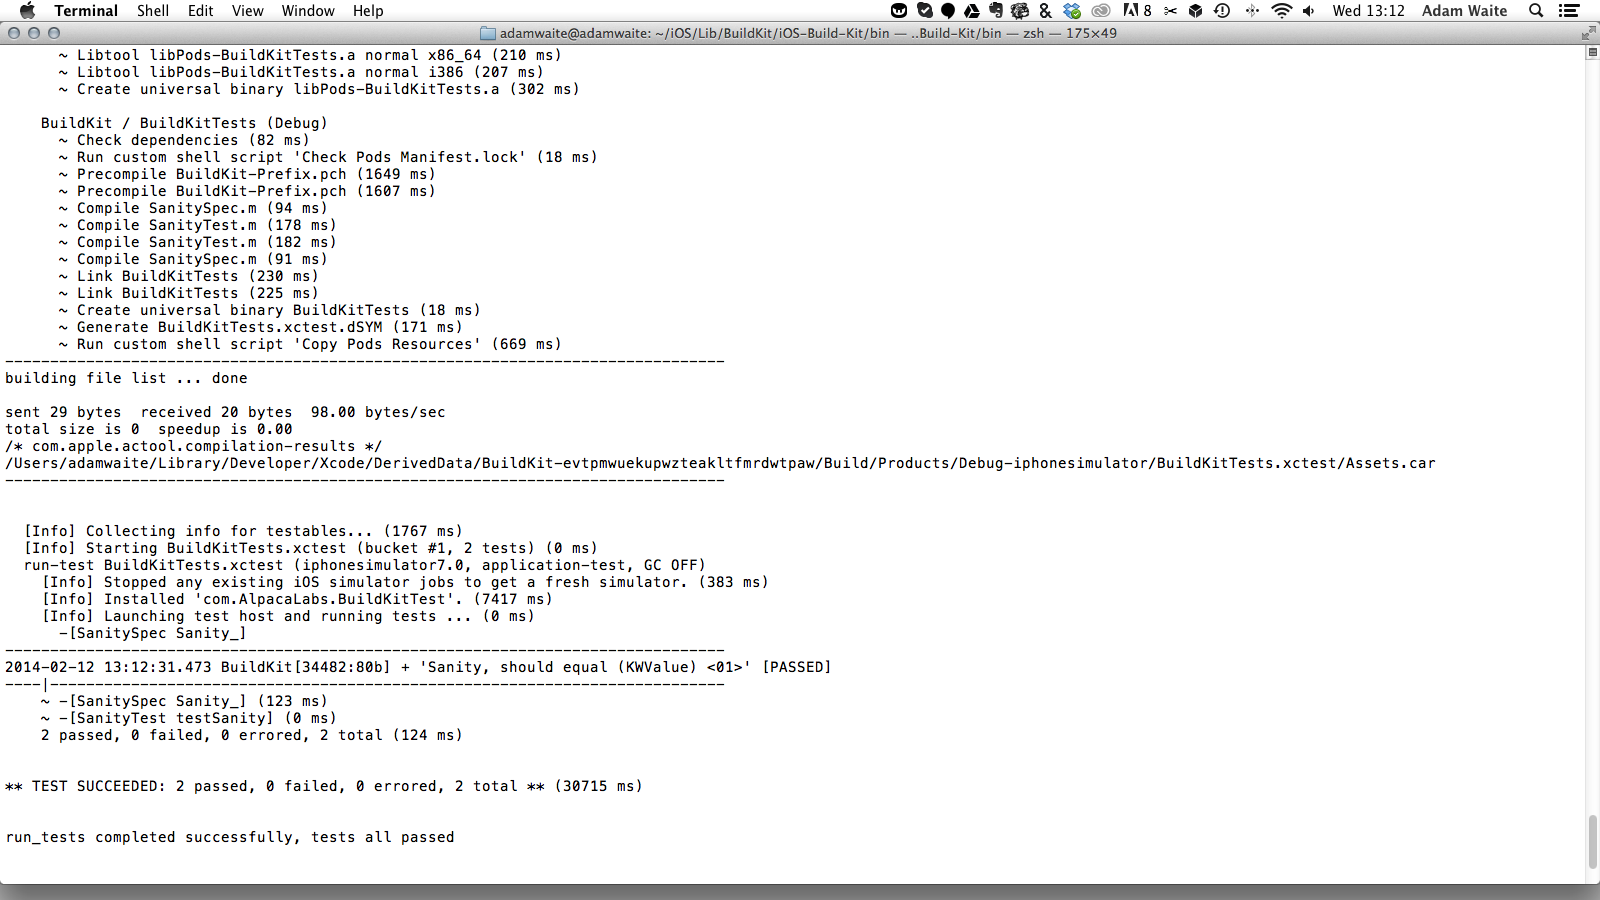 Terminal Shell Edit View Window Help 8 Wed 13:12 Adam Waite
adamwaite@adamwaite: ~/iOS/Lib/BuildKit/iOS-Build-Kit/bin — ..Build-Kit/bin — zsh — 175×49
~ Libtool libPods-BuildKitTests.a normal x86_64 (210 ms)
~ Libtool libPods-BuildKitTests.a normal i386 (207 ms)
~ Create universal binary libPods-BuildKitTests.a (302 ms)
BuildKit / BuildKitTests (Debug)
~ Check dependencies (82 ms)
~ Run custom shell script 'Check Pods Manifest.lock' (18 ms)
~ Precompile BuildKit-Prefix.pch (1649 ms)
~ Precompile BuildKit-Prefix.pch (1607 ms)
~ Compile SanitySpec.m (94 ms)
~ Compile SanityTest.m (178 ms)
~ Compile SanityTest.m (182 ms)
~ Compile SanitySpec.m (91 ms)
~ Link BuildKitTests (230 ms)
~ Link BuildKitTests (225 ms)
~ Create universal binary BuildKitTests (18 ms)
~ Generate BuildKitTests.xctest.dSYM (171 ms)
~ Run custom shell script 'Copy Pods Resources' (669 ms)
--------------------------------------------------------------------------------
building file list ... done
sent 29 bytes  received 20 bytes  98.00 bytes/sec
total size is 0  speedup is 0.00
/* com.apple.actool.compilation-results */
/Users/adamwaite/Library/Developer/Xcode/DerivedData/BuildKit-evtpmwuekupwzteakltfmrdwtpaw/Build/Products/Debug-iphonesimulator/BuildKitTests.xctest/Assets.car
--------------------------------------------------------------------------------
[Info] Collecting info for testables... (1767 ms)
[Info] Starting BuildKitTests.xctest (bucket #1, 2 tests) (0 ms)
run-test BuildKitTests.xctest (iphonesimulator7.0, application-test, GC OFF)
[Info] Stopped any existing iOS simulator jobs to get a fresh simulator. (383 ms)
[Info] Installed 'com.AlpacaLabs.BuildKitTest'. (7417 ms)
[Info] Launching test host and running tests ... (0 ms)
-[SanitySpec Sanity_]
--------------------------------------------------------------------------------
2014-02-12 13:12:31.473 BuildKit[34482:80b] + 'Sanity, should equal (KWValue) <01>' [PASSED]
----|---------------------------------------------------------------------------
~ -[SanitySpec Sanity_] (123 ms)
~ -[SanityTest testSanity] (0 ms)
2 passed, 0 failed, 0 errored, 2 total (124 ms)
** TEST SUCCEEDED: 2 passed, 0 failed, 0 errored, 2 total ** (30715 ms)
run_tests completed successfully, tests all passed